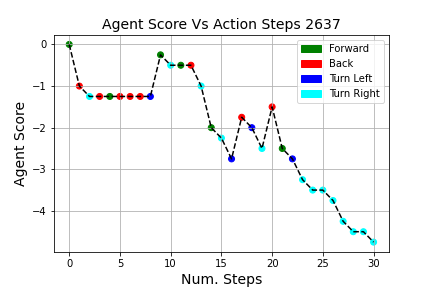 Agent Score Vs Action Steps 2637
Forward
Back
Turn Left
Turn Right
Agent Score
0
−1
−2
−3
−4
0 5 10 15 20 25 30
Num. Steps